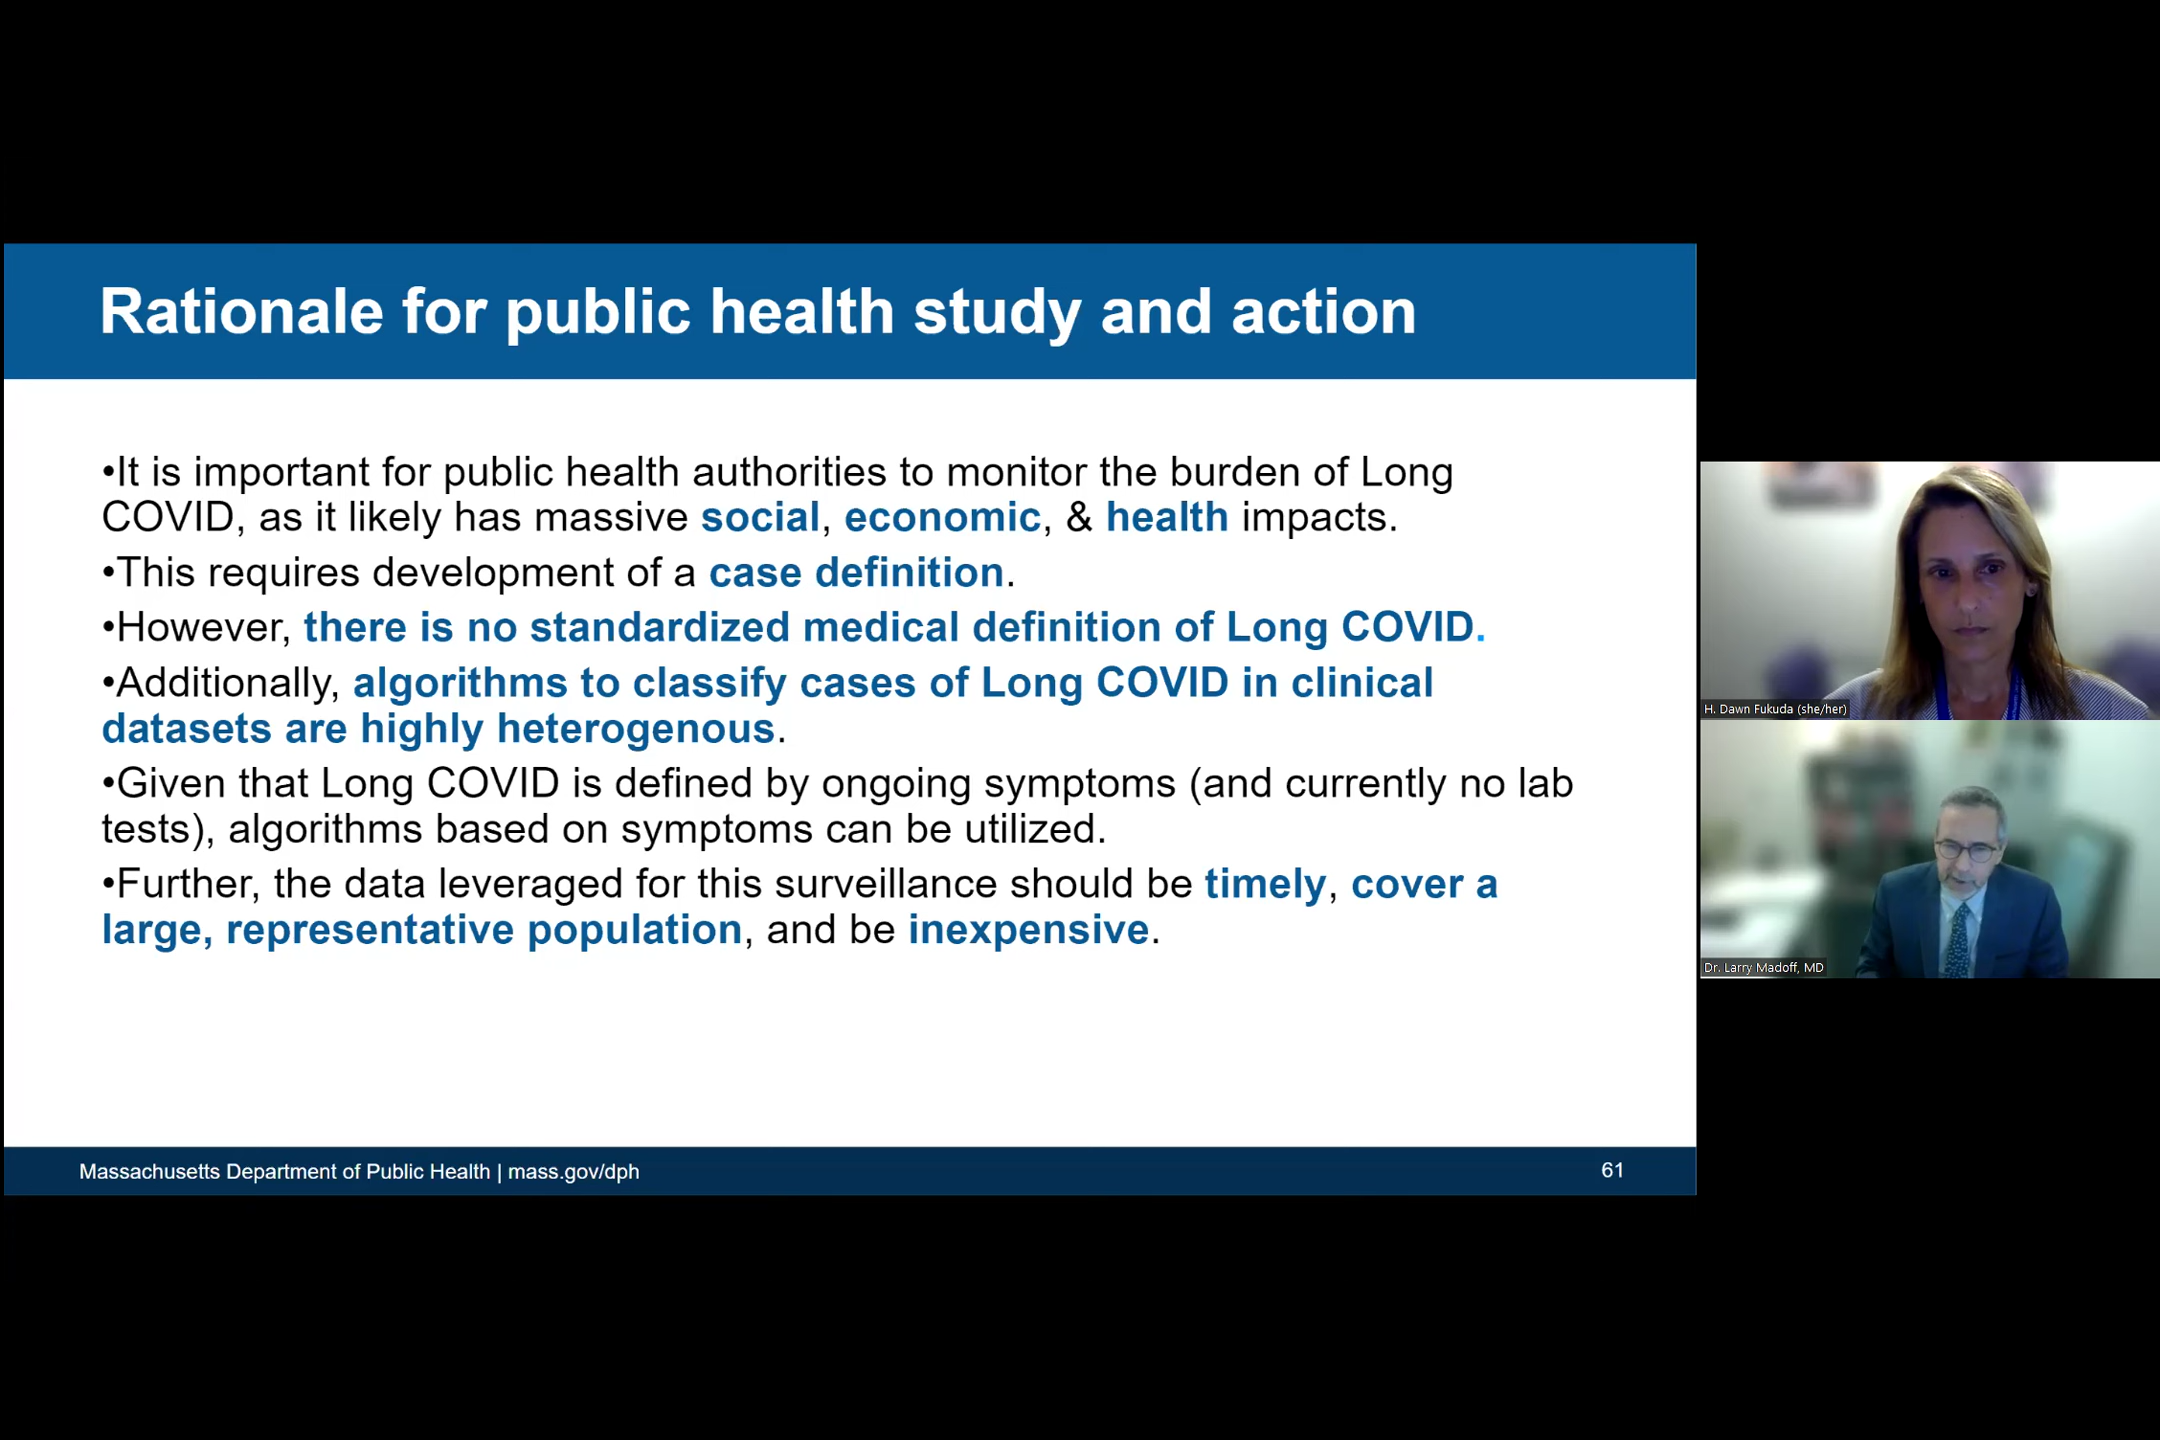 Rationale for public health study and action
•It is important for public health authorities to monitor the burden of Long
COVID, as it likely has massive social, economic, & health impacts.
•This requires development of a case definition.
•However, there is no standardized medical definition of Long COVID.
•Additionally, algorithms to classify cases of Long COVID in clinical
datasets are highly heterogenous.
•Given that Long COVID is defined by ongoing symptoms (and currently no lab
tests), algorithms based on symptoms can be utilized.
•Further, the data leveraged for this surveillance should be timely, cover a
large, representative population, and be inexpensive.
Massachusetts Department of Public Health | mass.gov/dph
61
H. Dawn Fukuda (she/her)
Dr. Larry Madoff, MD